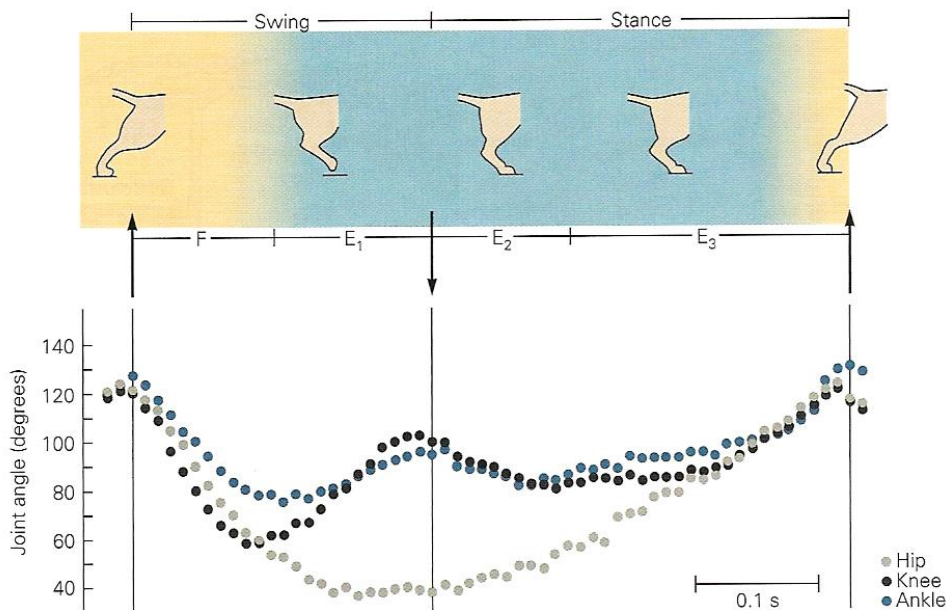 Swing Stance
F E₁ E₂ E₃
140
120
100
80
60
40
Joint angle (degrees)
0.1 s
Hip
Knee
Ankle